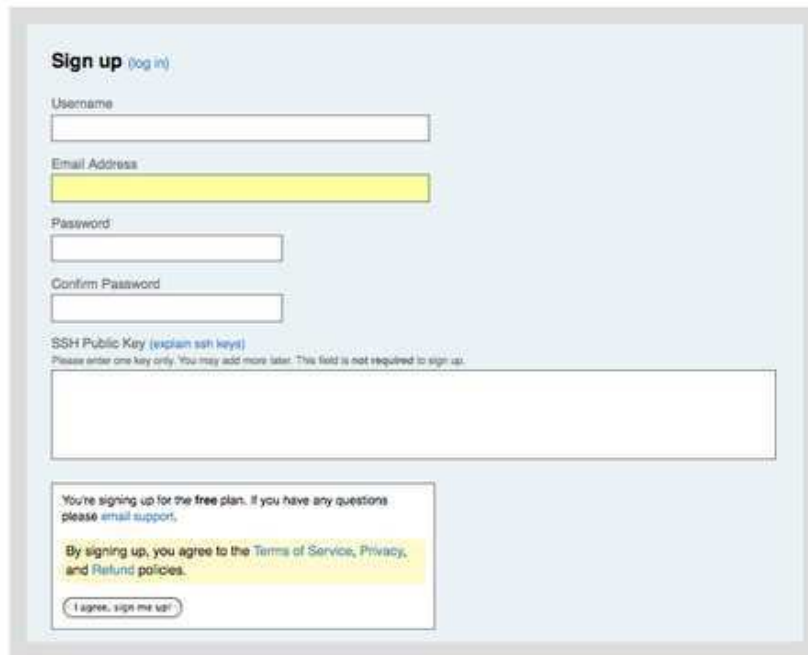 Sign up (log in)
Username
Email Address
Password
Confirm Password
SSH Public Key (explain ssh keys)
Please enter one key only. You may add more later. This field is not required to sign up.
You're signing up for the free plan. If you have any questions
please email support.
By signing up, you agree to the Terms of Service, Privacy,
and Refund policies.
I agree, sign me up!